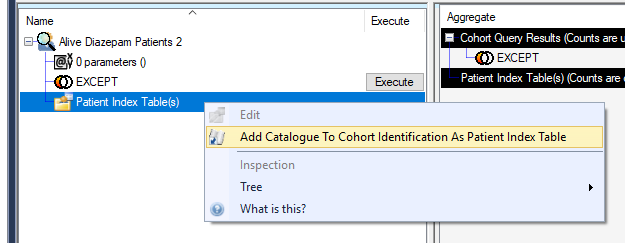 Name Execute
Alive Diazepam Patients 2
0 parameters ()
EXCEPT Execute
Patient Index Table(s)
Edit
Add Catalogue To Cohort Identification As Patient Index Table
Inspection
Tree
What is this?
Aggregate
Cohort Query Results (Counts are
EXCEPT
Patient Index Table(s) (Counts are